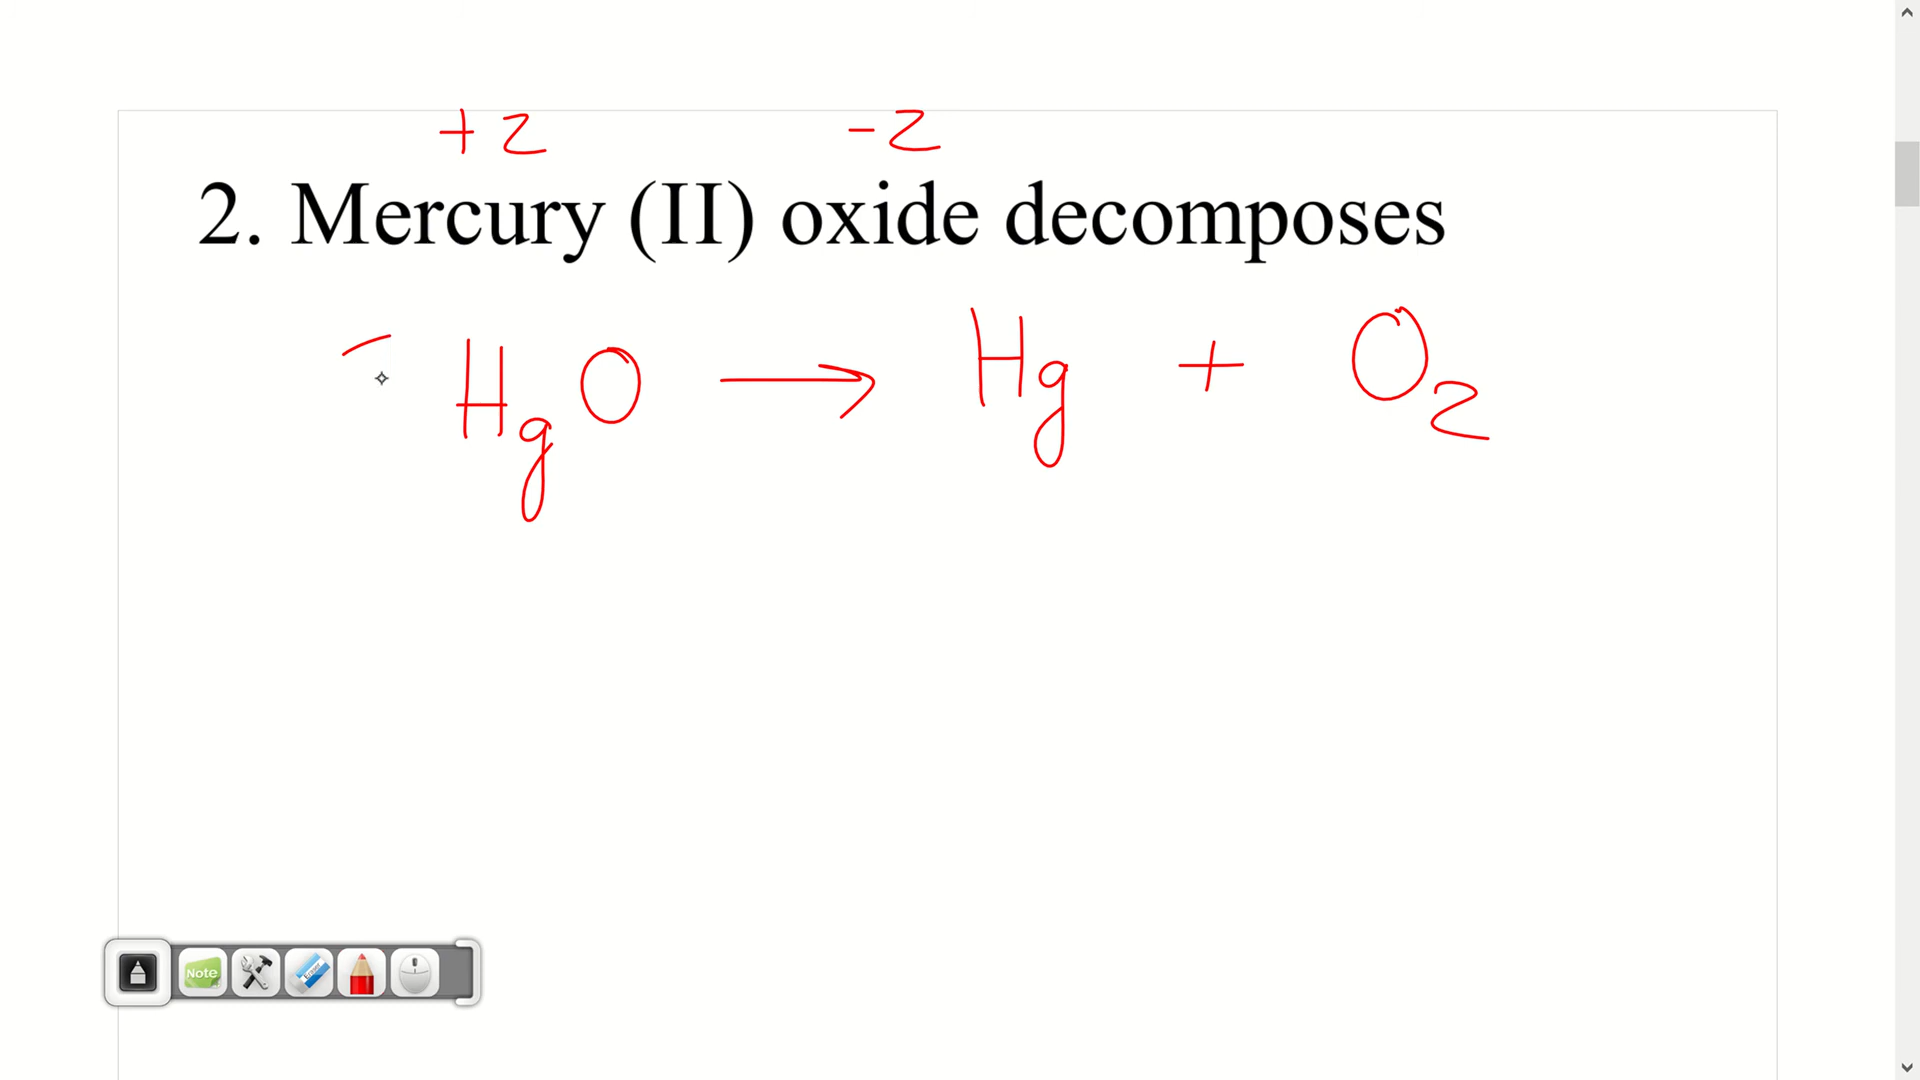 +2 -2
2. Mercury (II) oxide decomposes
HgO → Hg + O₂
Note